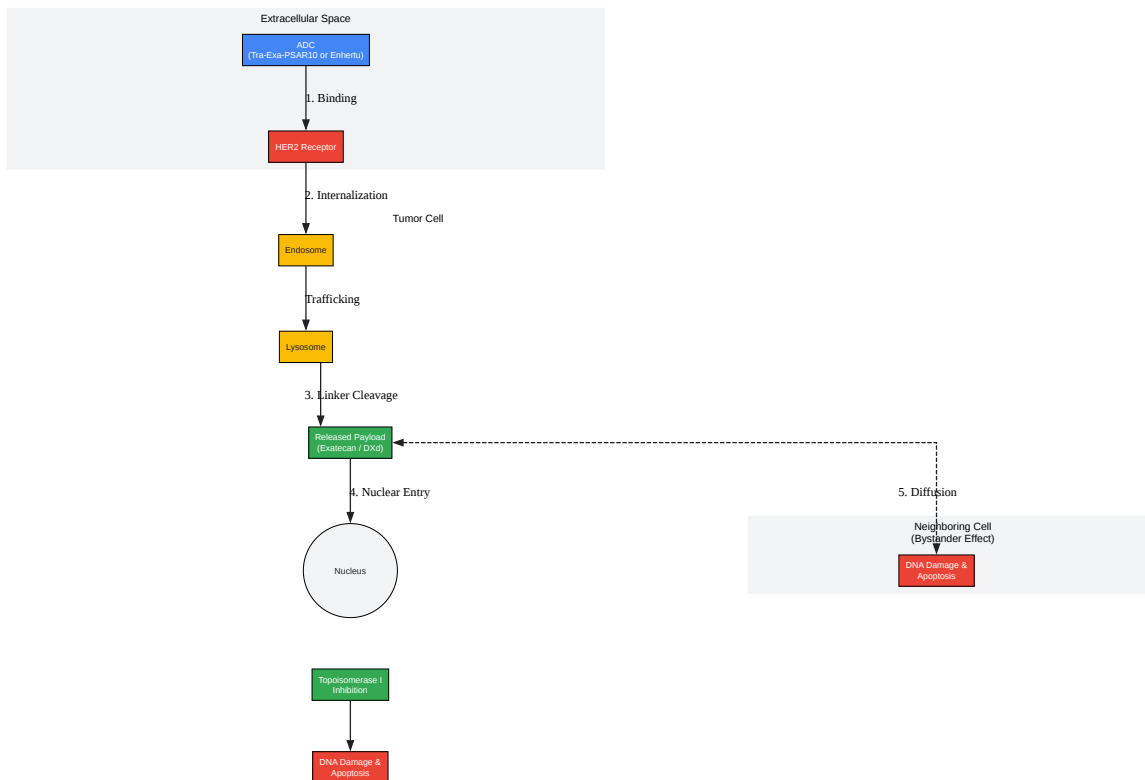 Extracellular Space
ADC
(Tra-Exa-PSAR10 or Enhertu)
1. Binding
HER2 Receptor
2. Internalization
Tumor Cell
Endosome
Trafficking
Lysosome
3. Linker Cleavage
Released Payload
(Exatecan / DXd)
4. Nuclear Entry
5. Diffusion
Neighboring Cell
(Bystander Effect)
DNA Damage &
Apoptosis
Nucleus
Topoisomerase I
Inhibition
DNA Damage &
Apoptosis